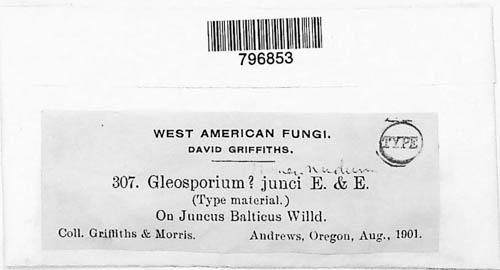 796853
WEST AMERICAN FUNGI.
DAVID GRIFFITHS.
TYPE
307. Gleosporium? junci E. & E.
(Type material.)
On Juncus Balticus Willd.
Coll. Griffiths & Morris. Andrews, Oregon, Aug., 1901.